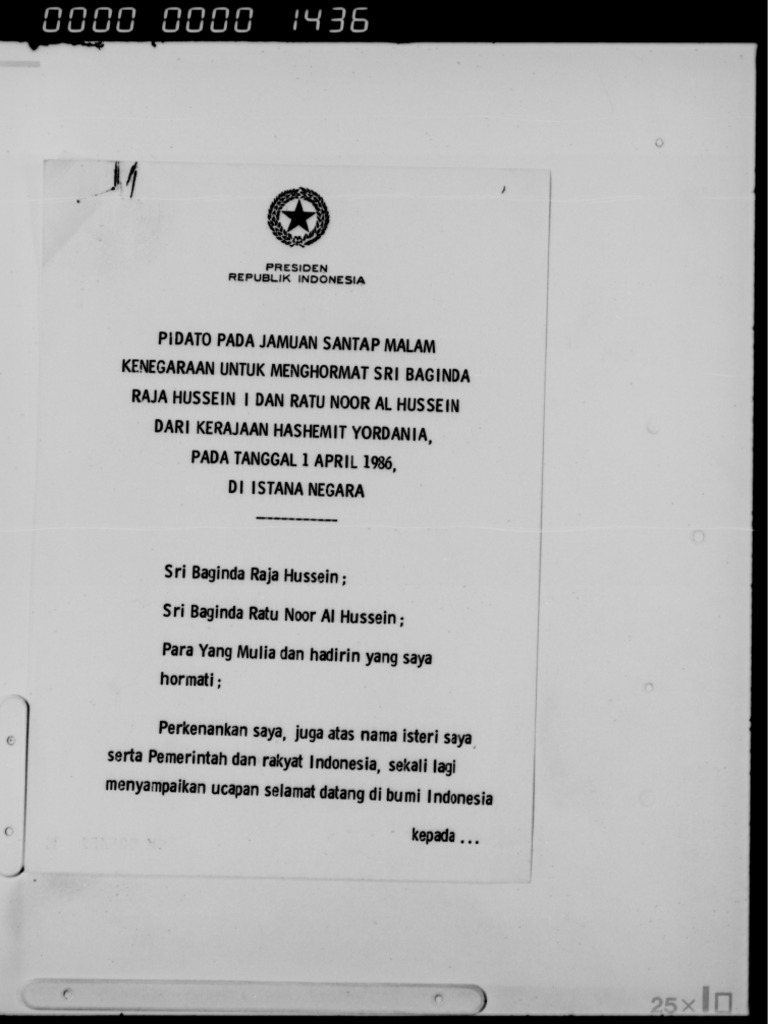 0000 0000 1436
PRESIDEN
REPUBLIK INDONESIA
PIDATO PADA JAMUAN SANTAP MALAM
KENEGARAAN UNTUK MENGHORMAT SRI BAGINDA
RAJA HUSSEIN I DAN RATU NOOR AL HUSSEIN
DARI KERAJAAN HASHEMIT YORDANIA,
PADA TANGGAL 1 APRIL 1986,
DI ISTANA NEGARA
Sri Baginda Raja Hussein ;
Sri Baginda Ratu Noor Al Hussein ;
Para Yang Mulia dan hadirin yang saya
hormati ;
Perkenankan saya, juga atas nama isteri saya
serta Pemerintah dan rakyat Indonesia, sekali lagi
menyampaikan ucapan selamat datang di bumi Indonesia
kepada ...
25×